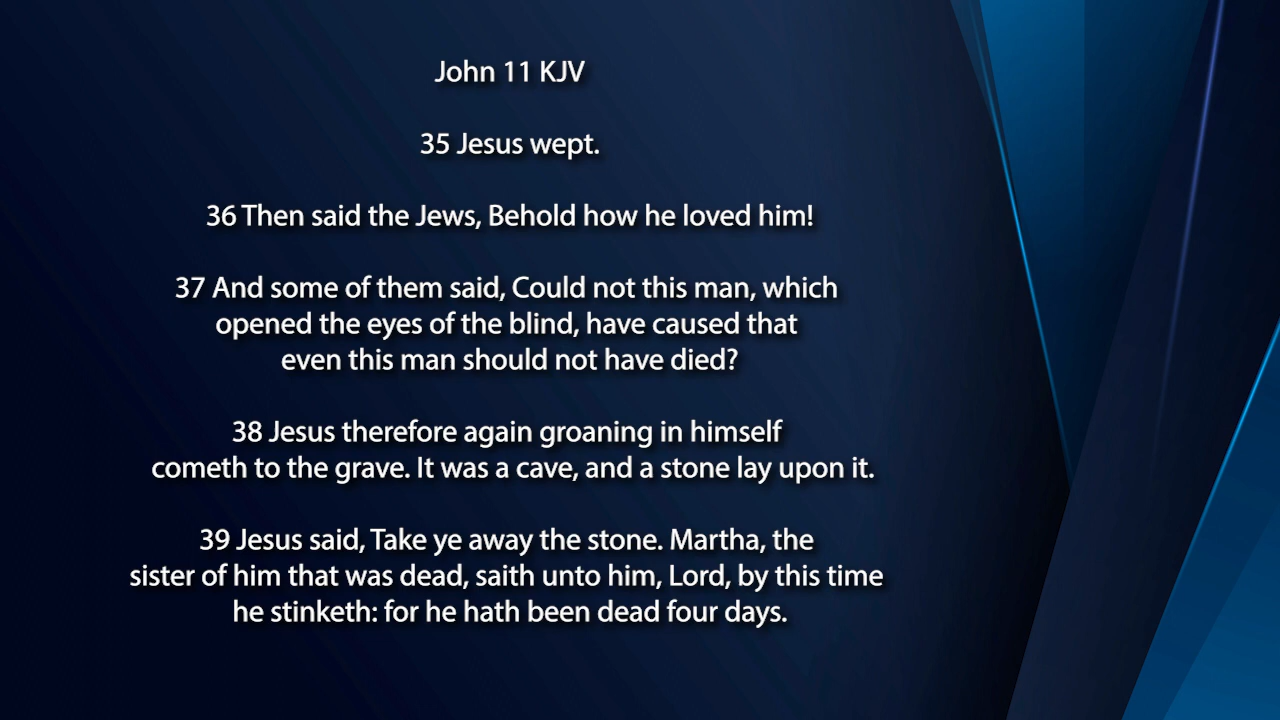 John 11 KJV
35 Jesus wept.
36 Then said the Jews, Behold how he loved him!
37 And some of them said, Could not this man, which
opened the eyes of the blind, have caused that
even this man should not have died?
38 Jesus therefore again groaning in himself
cometh to the grave. It was a cave, and a stone lay upon it.
39 Jesus said, Take ye away the stone. Martha, the
sister of him that was dead, saith unto him, Lord, by this time
he stinketh: for he hath been dead four days.